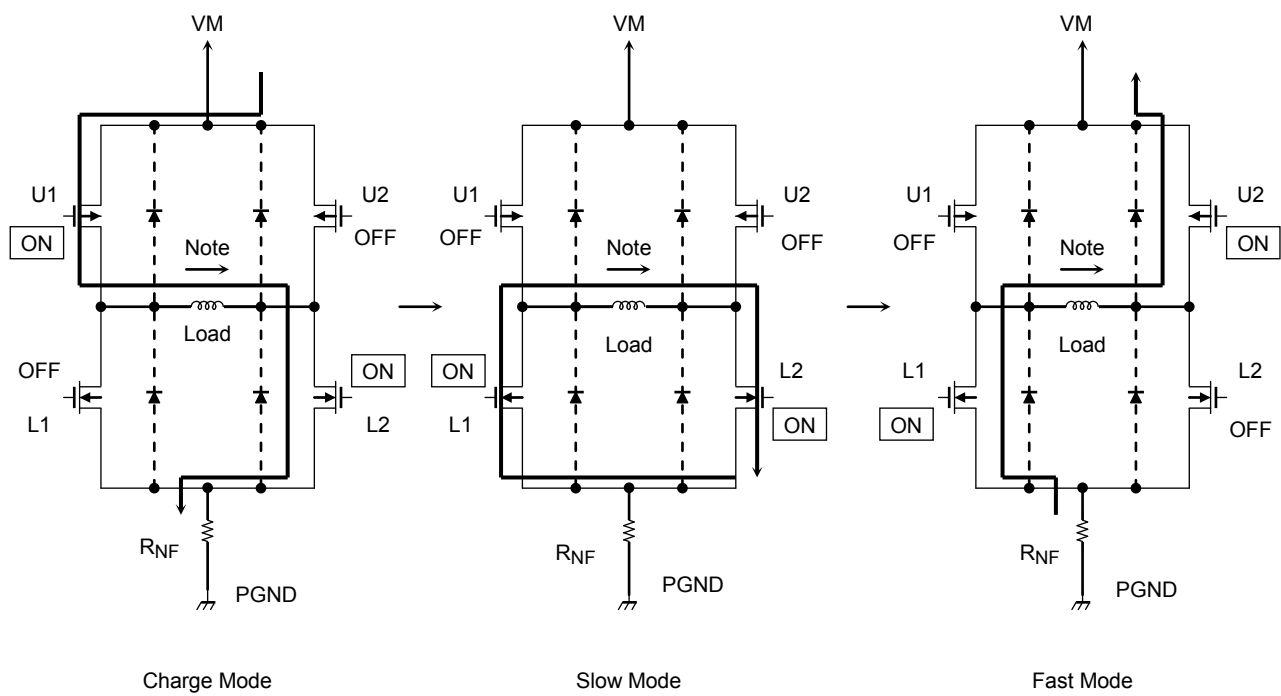 VM
U1
ON
U2
OFF
Note
Load
OFF
L1
ON
L2
RNF
PGND
Charge Mode
VM
U1
OFF
U2
OFF
Note
Load
ON
L1
L2
ON
RNF
PGND
Slow Mode
VM
U1
OFF
U2
ON
Note
Load
L1
ON
L2
OFF
RNF
PGND
Fast Mode